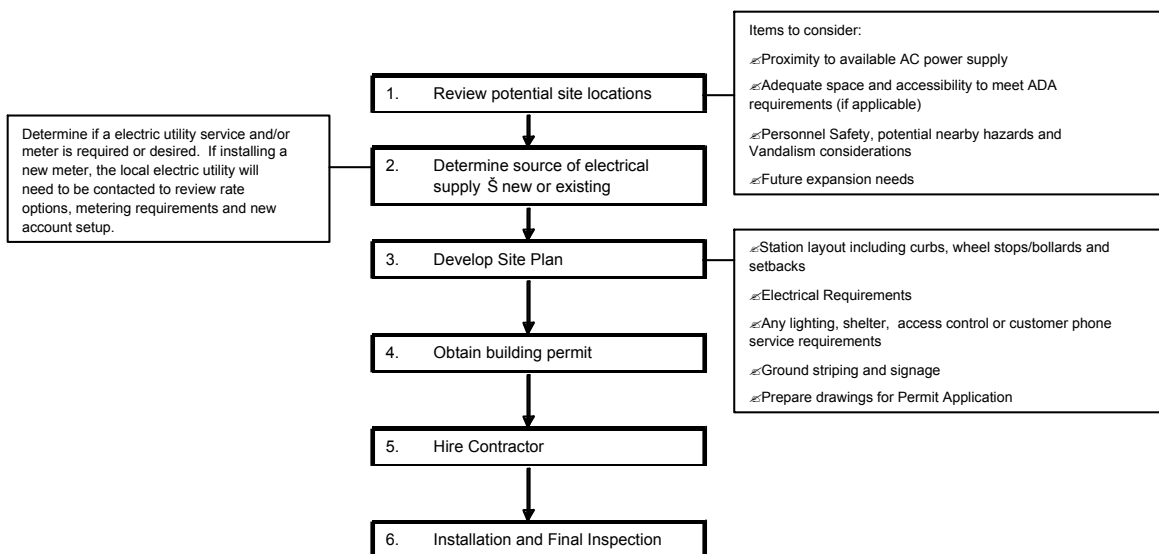 Items to consider:
✍Proximity to available AC power supply
✍Adequate space and accessibility to meet ADA
requirements (if applicable)
✍Personnel Safety, potential nearby hazards and
Vandalism considerations
✍Future expansion needs
1. Review potential site locations
Determine if a electric utility service and/or
meter is required or desired. If installing a
new meter, the local electric utility will
need to be contacted to review rate
options, metering requirements and new
account setup.
2. Determine source of electrical
supply Š new or existing
3. Develop Site Plan
✍Station layout including curbs, wheel stops/bollards and
setbacks
✍Electrical Requirements
✍Any lighting, shelter, access control or customer phone
service requirements
✍Ground striping and signage
✍Prepare drawings for Permit Application
4. Obtain building permit
5. Hire Contractor
6. Installation and Final Inspection